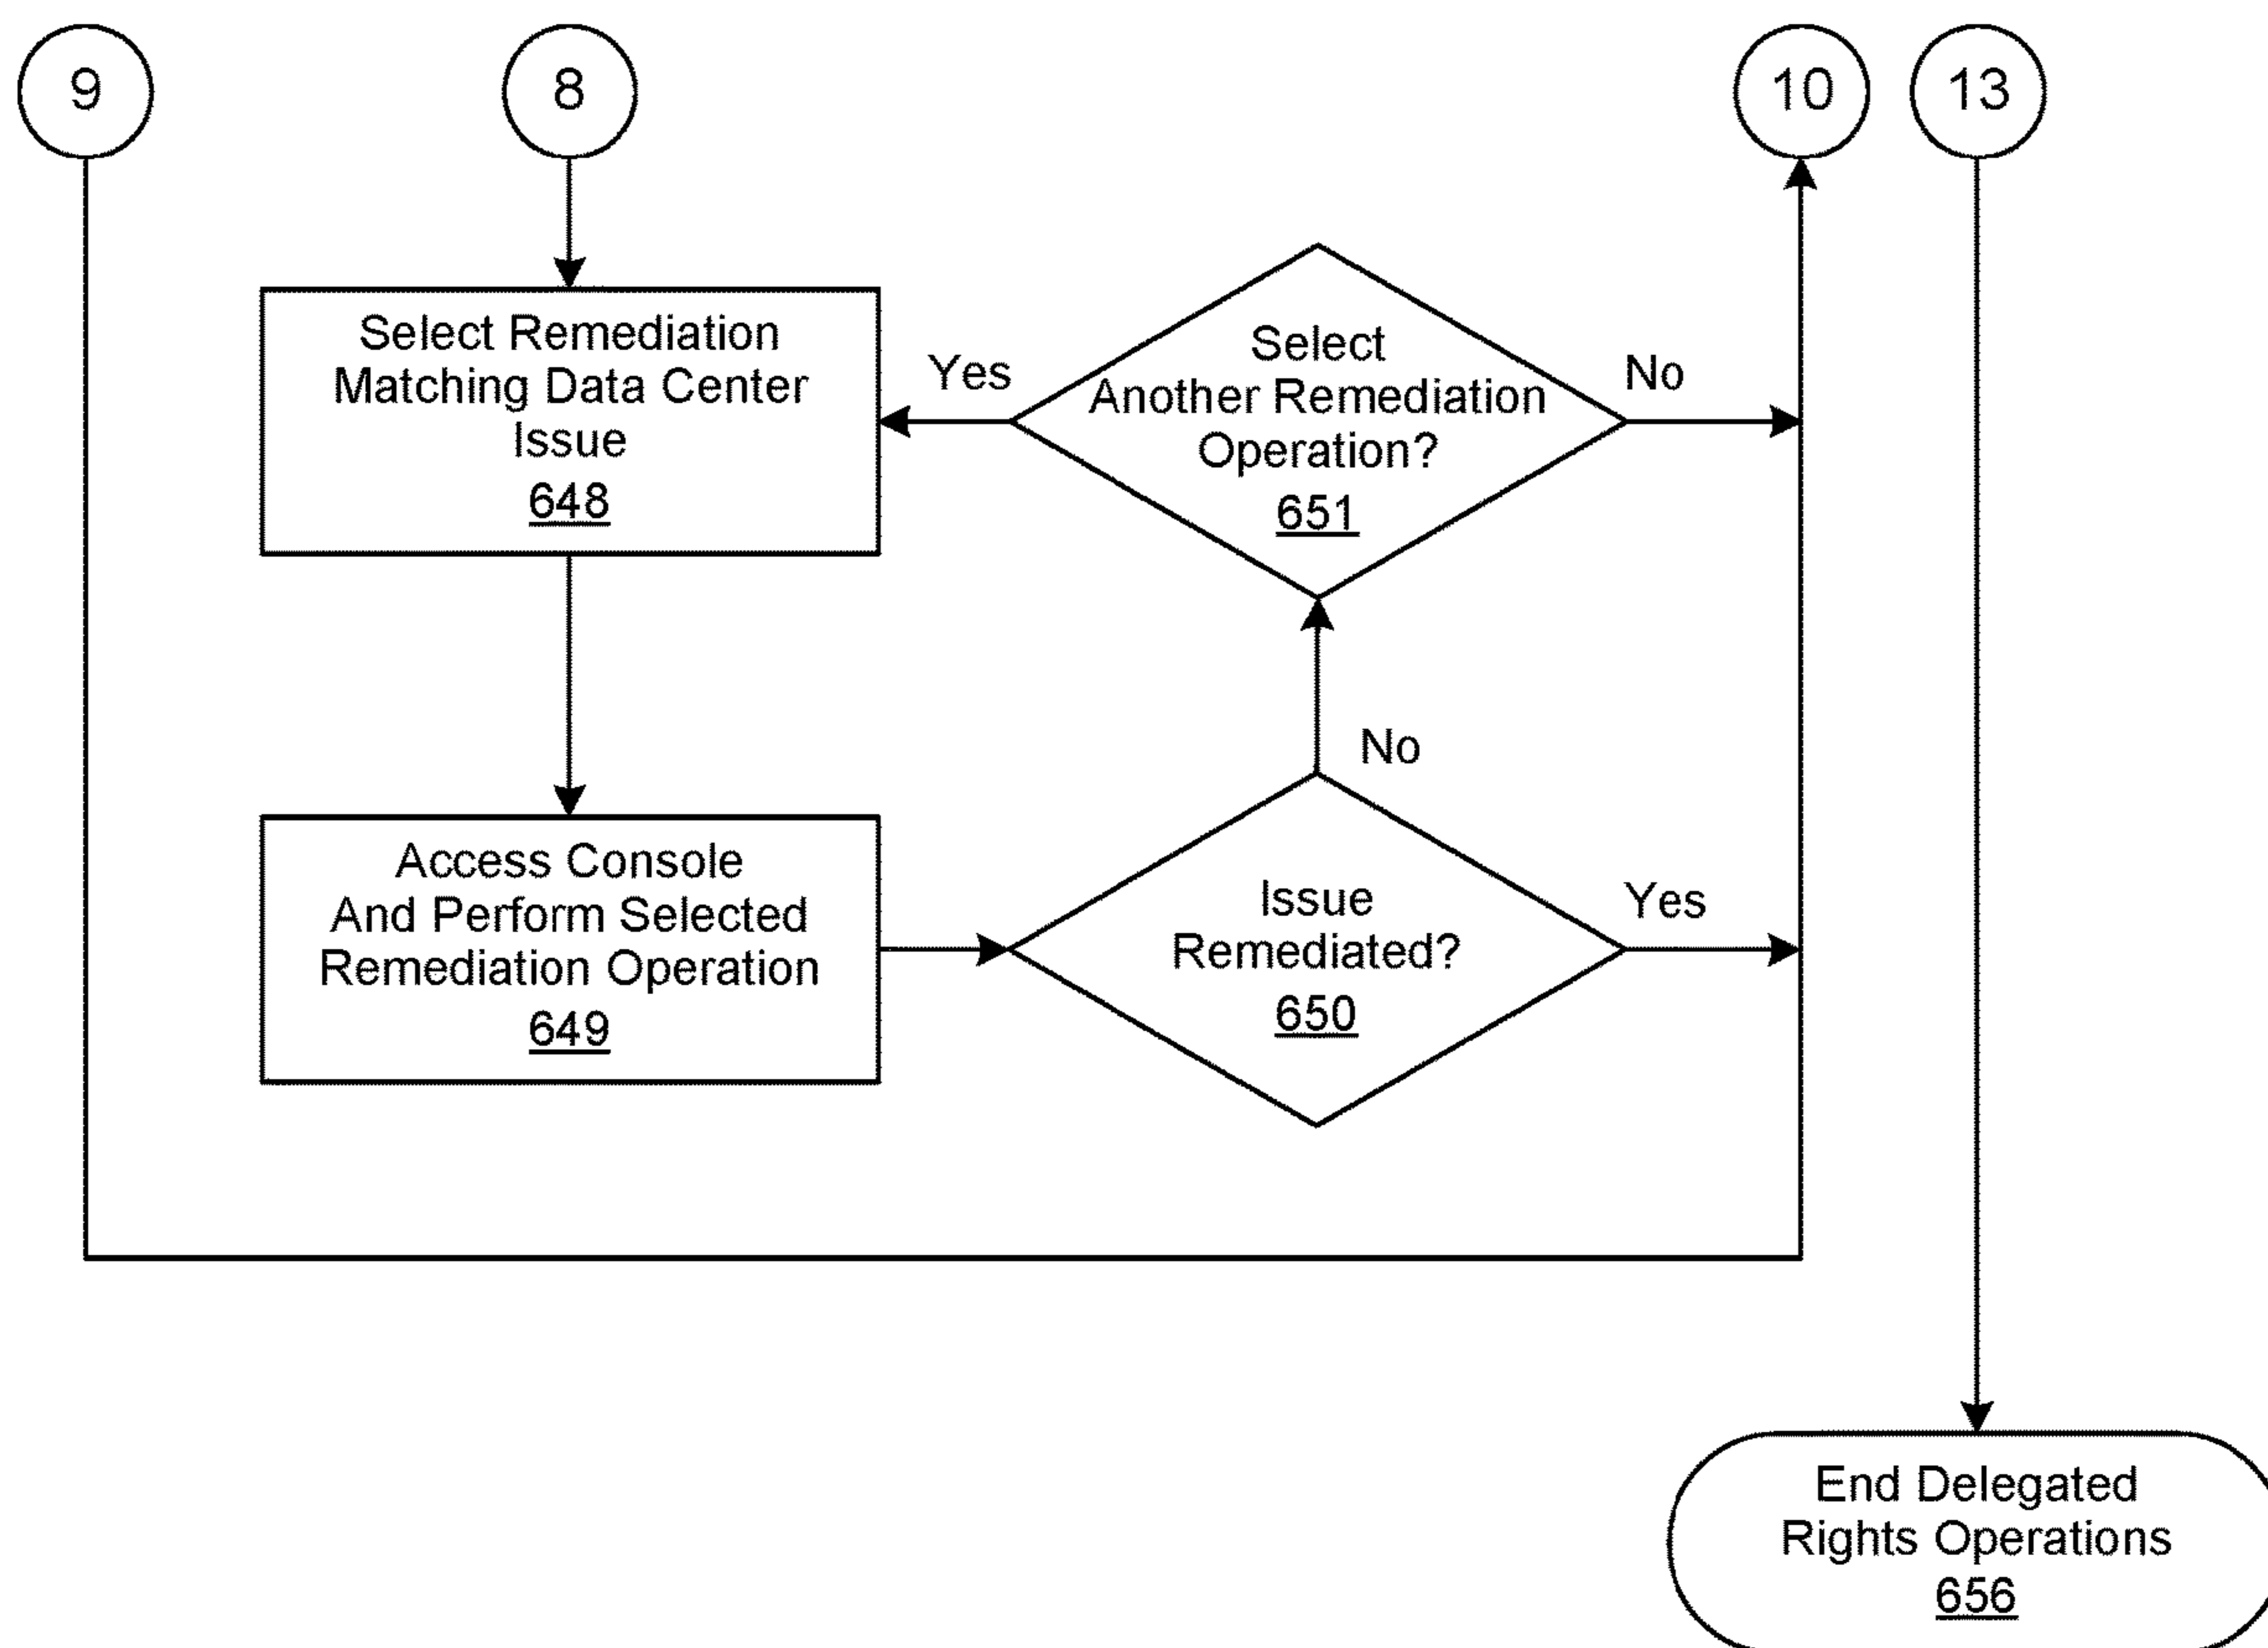 9
8
10
13
Select Remediation
Matching Data Center
Issue
648
Yes
Select
Another Remediation
Operation?
651
No
No
Access Console
And Perform Selected
Remediation Operation
649
Issue
Remediated?
650
Yes
End Delegated
Rights Operations
656